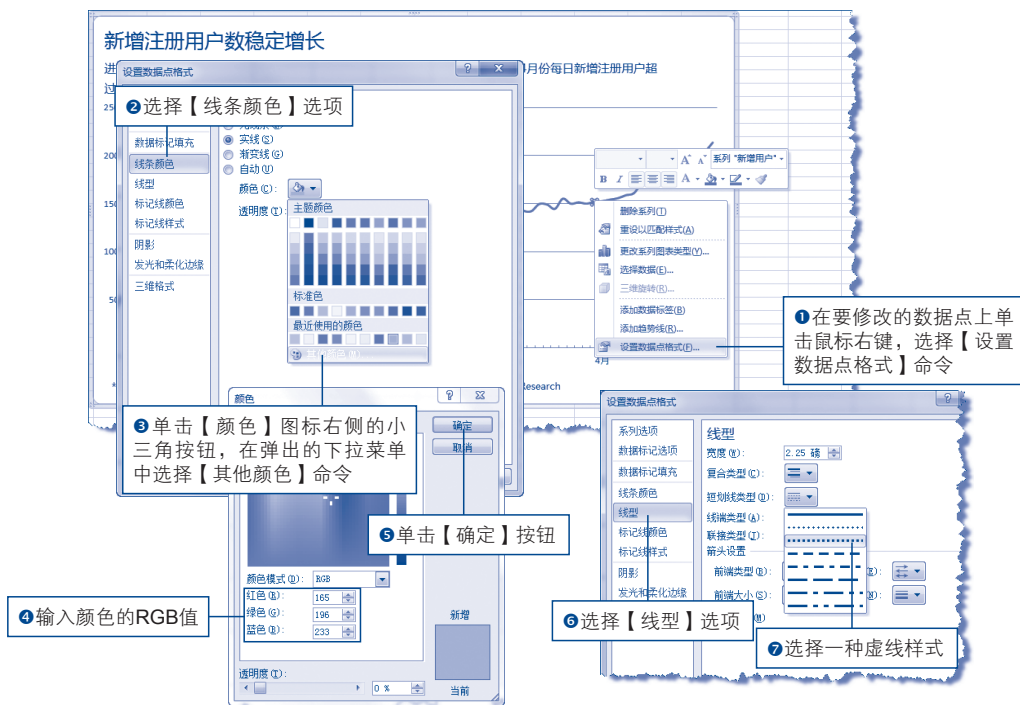 新增注册用户数稳定增长
进
月份每日新增注册用户超
过
设置数据点格式
❷选择【线条颜色】选项
数据标记填充
线条颜色
线型
标记线颜色
标记线样式
阴影
发光和柔化边缘
三维格式
实线(S)
渐变线(G)
自动(U)
颜色(C):
透明度(T):
主题颜色
标准色
最近使用的颜色
其他颜色(M)
200
150
100
系列 "新增用户"
B I
删除系列(T)
重设以匹配样式(A)
更改系列图表类型(Y)...
选择数据(E)...
三维旋转(R)...
添加数据标签(B)
添加趋势线(R)...
设置数据点格式(F)...
4月
esearch
❶在要修改的数据点上单
击鼠标右键，选择【设置
数据点格式】命令
❸单击【颜色】图标右侧的小
三角按钮，在弹出的下拉菜单
中选择【其他颜色】命令
颜色
确定
取消
❺单击【确定】按钮
颜色模式(D): RGB
红色(R): 165
绿色(G): 196
蓝色(B): 233
❹输入颜色的RGB值
新增
当前
透明度(T):
0 %
设置数据点格式
系列选项
数据标记选项
数据标记填充
线条颜色
线型
标记线颜色
标记线样式
阴影
发光和柔化边缘
线型
宽度(W): 2.25 磅
复合类型(C):
短划线类型(D):
线端类型(A):
联接类型(J):
箭头设置
前端类型(B):
前端大小(S):
❻选择【线型】选项
❼选择一种虚线样式